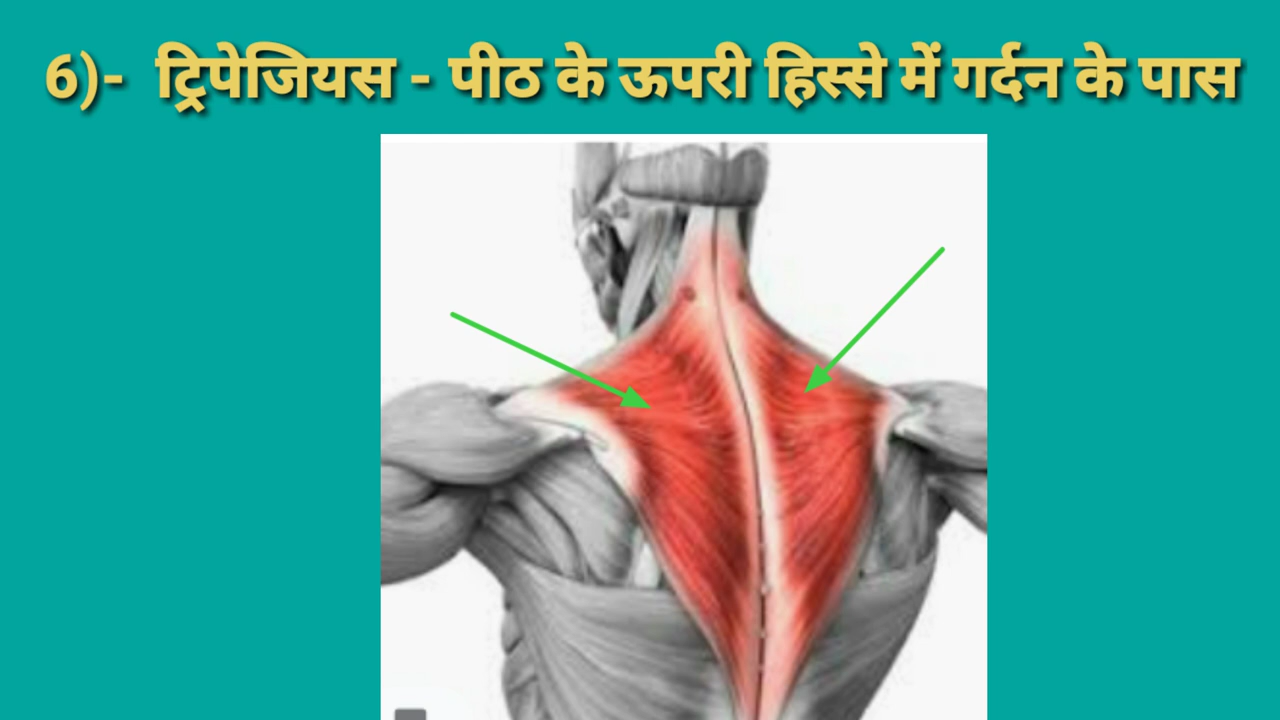 6)- ट्रिपेजियस - पीठ के ऊपरी हिस्से में गर्दन के पास